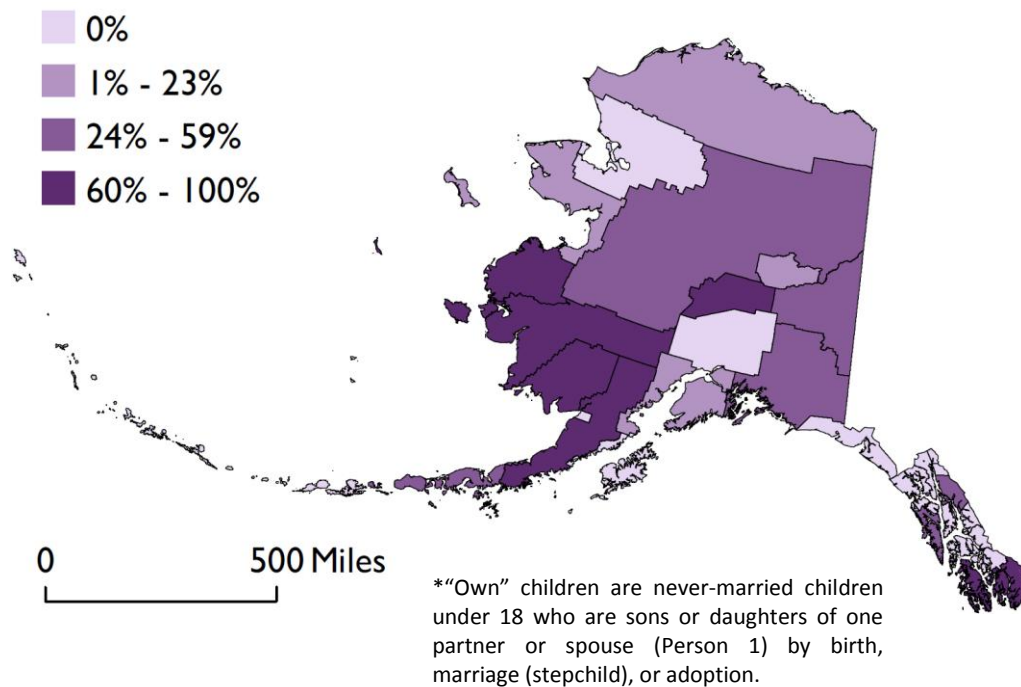 0%
1% - 23%
24% - 59%
60% - 100%
0 500 Miles
*“Own” children are never-married children
under 18 who are sons or daughters of one
partner or spouse (Person 1) by birth,
marriage (stepchild), or adoption.